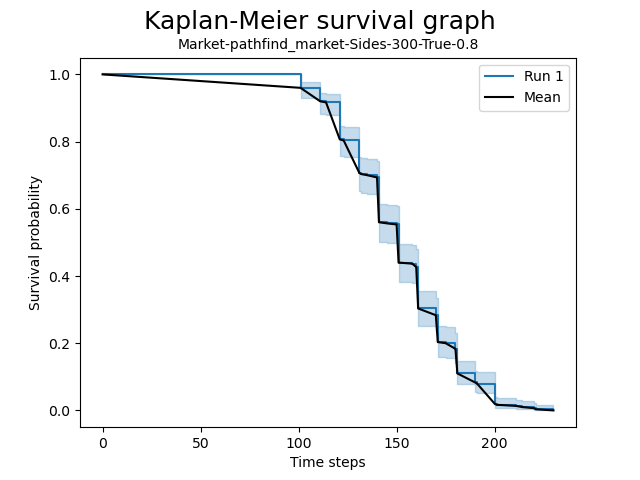 Kaplan-Meier survival graph
Market-pathfind_market-Sides-300-True-0.8
Run 1
Mean
Survival probability
1.0
0.8
0.6
0.4
0.2
0.0
0 50 100 150 200
Time steps